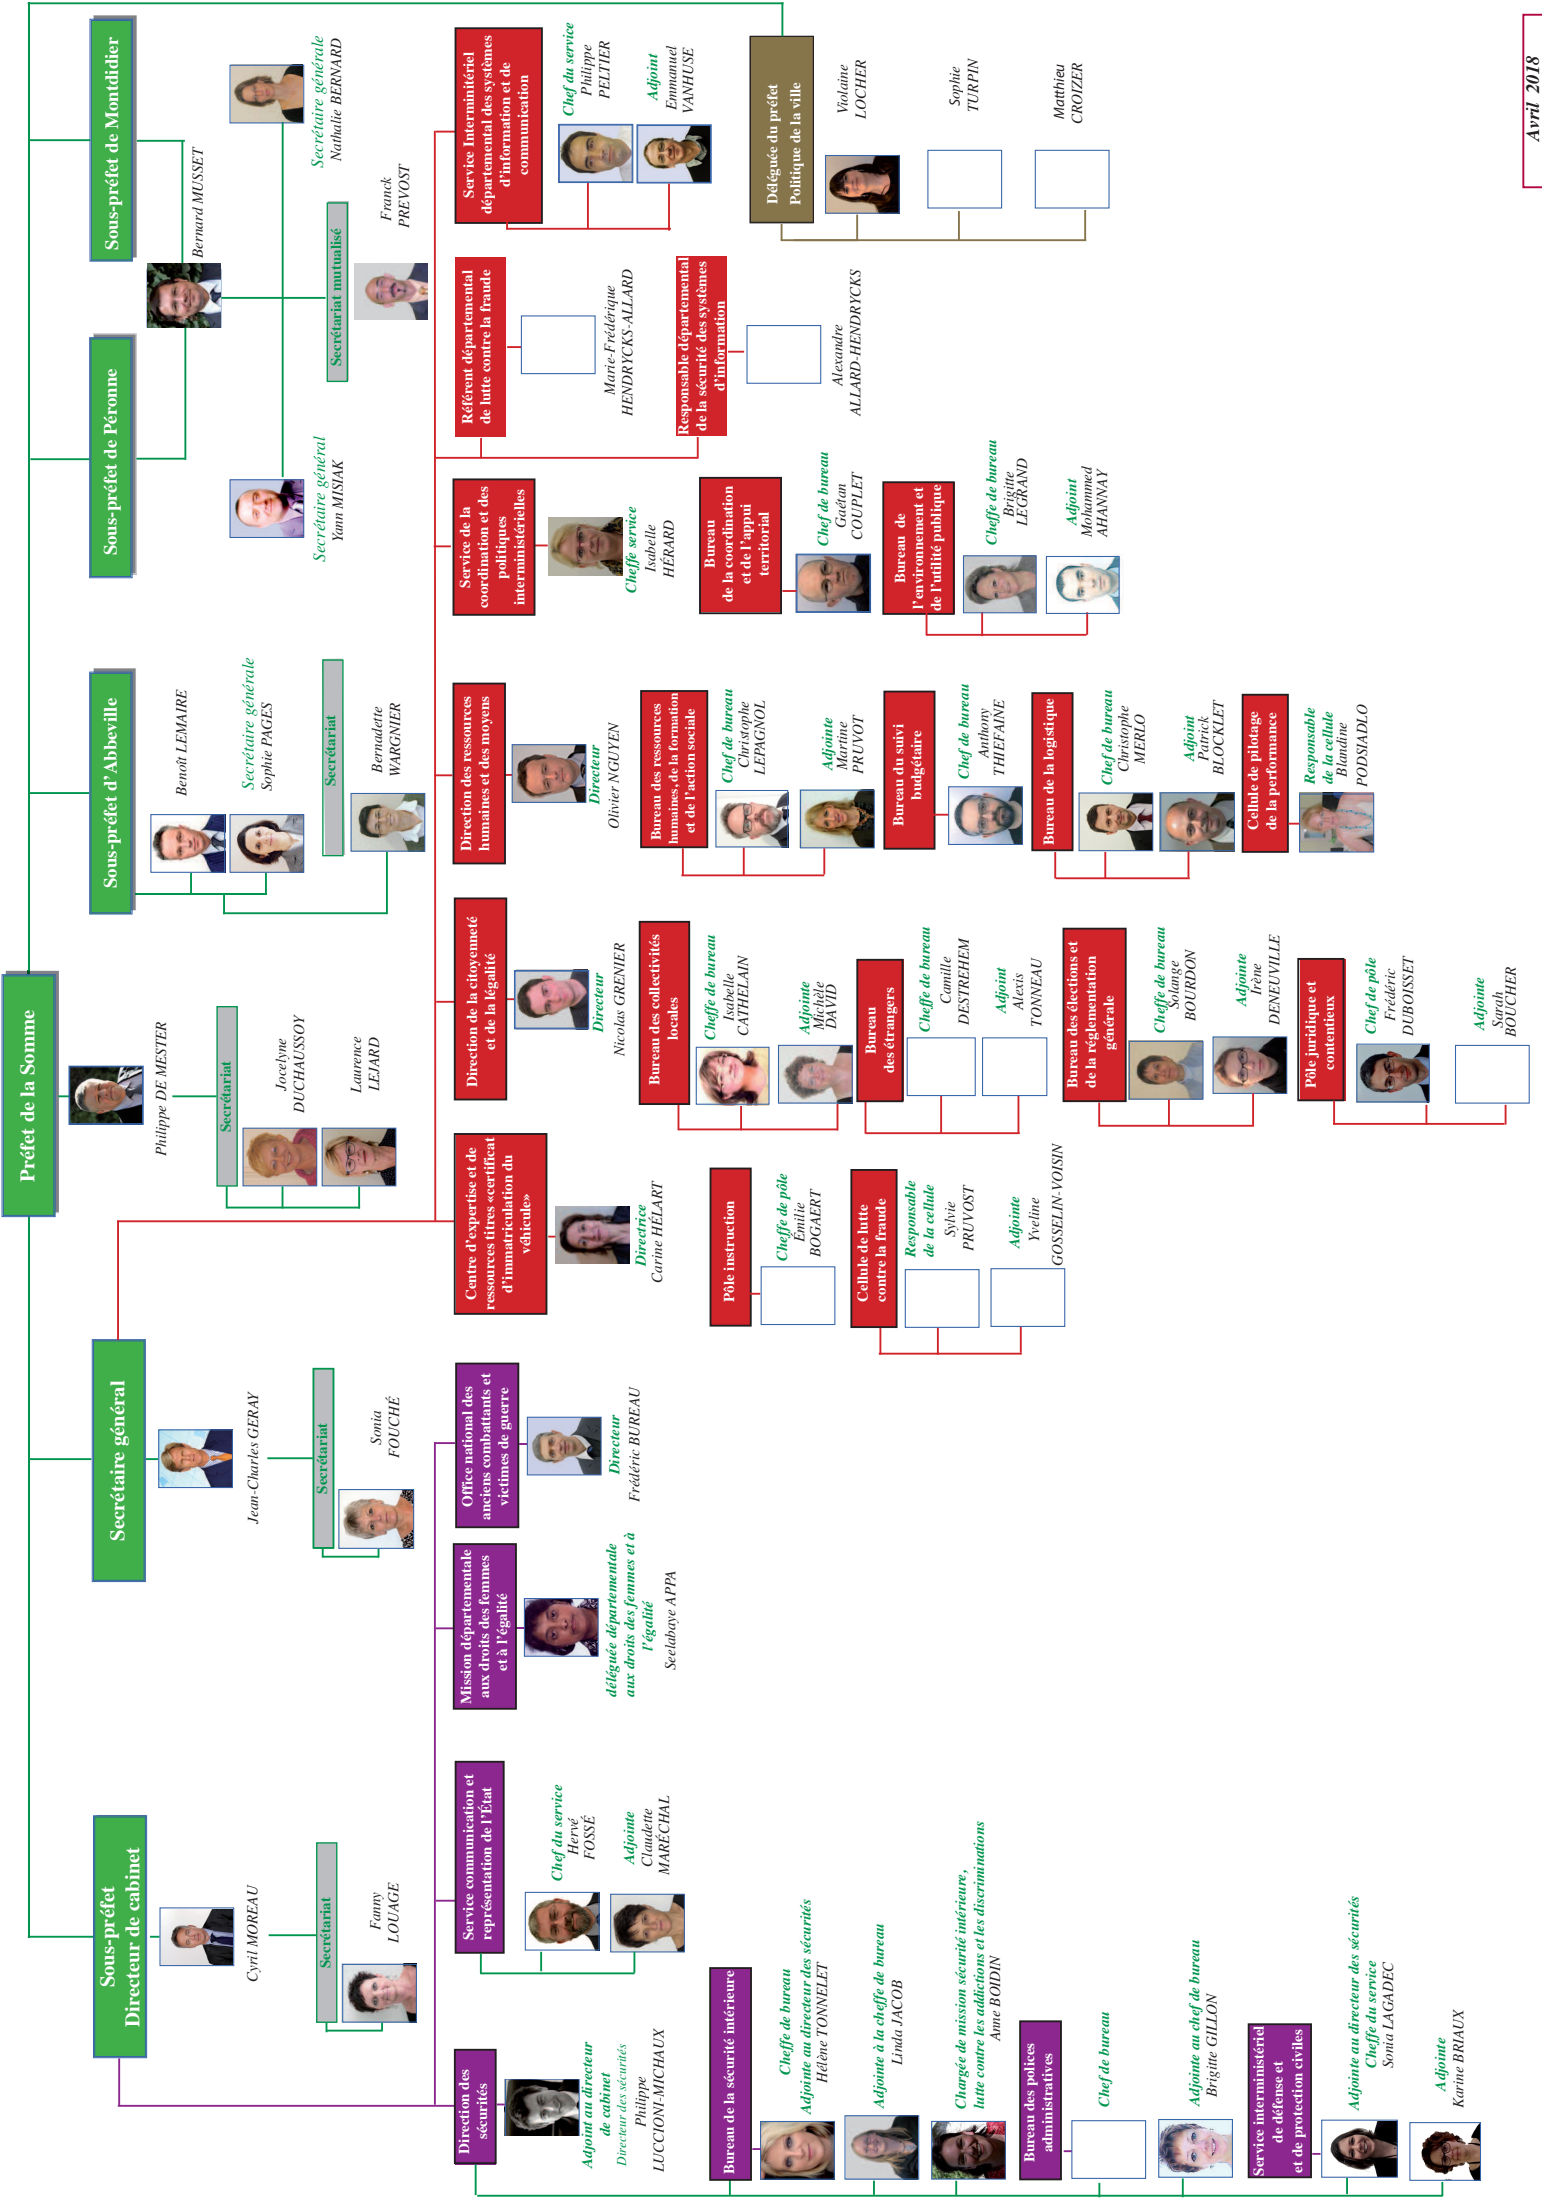 Préfet de la Somme
Philippe DE MESTER
Secrétariat
Jocelyne
DUCHAUSSOY
Laurence
LEJARD
Sous-préfet
Directeur de cabinet
Cyril MOREAU
Secrétariat
Fanny
LOUAGE
Secrétaire général
Jean-Charles GERAY
Secrétariat
Sonia
FOUCHÉ
Sous-préfet d'Abbeville
Benoît LEMAIRE
Secrétaire générale
Sophie PAGES
Secrétariat
Bernadette
WARGNIER
Sous-préfet de Péronne
Sous-préfet de Montdidier
Bernard MUSSET
Secrétaire général
Yann MISIAK
Secrétaire générale
Nathalie BERNARD
Secrétariat mutualisé
Franck
PREVOST
Direction des
sécurités
Adjoint au directeur
de cabinet
Directeur des sécurités
Philippe
LUCCIONI-MICHAUX
Bureau de la sécurité intérieure
Cheffe de bureau
Adjointe au directeur des sécurités
Hélène TONNELET
Adjointe à la cheffe de bureau
Linda JACOB
Chargée de mission sécurité intérieure,
lutte contre les addictions et les discriminations
Anne BOIDIN
Bureau des polices
administratives
Chef de bureau
Adjointe au chef de bureau
Brigitte GILLON
Service interministériel
de défense et
et de protection civiles
Adjointe au directeur des sécurités
Cheffe du service
Sonia LAGADEC
Adjointe
Karine BRIAUX
Service communication et
représentation de l'État
Chef du service
Hervé
FOSSÉ
Adjointe
Claudette
MARÉCHAL
Mission départementale
aux droits des femmes
et à l'égalité
déléguée départementale
aux droits des femmes et à
l'égalité
Seelabaye APPA
Office national des
anciens combattants et
victimes de guerre
Directeur
Frédéric BUREAU
Centre d'expertise et de
ressources titres «certificat
d'immatriculation du
véhicule»
Directrice
Carine HÉLART
Pôle instruction
Cheffe de pôle
Émilie
BOGAERT
Cellule de lutte
contre la fraude
Responsable
de la cellule
Sylvie
PRUVOST
Adjointe
Yveline
GOSSELIN-VOISIN
Direction de la citoyenneté
et de la légalité
Directeur
Nicolas GRENIER
Bureau des collectivités
locales
Cheffe de bureau
Isabelle
CATHELAIN
Adjointe
Michèle
DAVID
Bureau
des étrangers
Cheffe de bureau
Camille
DESTREHEM
Adjoint
Alexis
TONNEAU
Bureau des élections et
de la réglementation
générale
Cheffe de bureau
Solange
BOURDON
Adjointe
Irène
DENEUVILLE
Pôle juridique et
contentieux
Chef de pôle
Frédéric
DUBOISSET
Adjointe
Sarah
BOUCHER
Direction des ressources
humaines et des moyens
Directeur
Olivier NGUYEN
Bureau des ressources
humaines,de la formation
et de l'action sociale
Chef de bureau
Christophe
LEPAGNOL
Adjointe
Martine
PRUVOT
Bureau du suivi
budgétaire
Chef de bureau
Anthony
THIEFAINE
Bureau de la logistique
Chef de bureau
Christophe
MERLO
Adjoint
Patrick
BLOCKLET
Cellule de pilotage
de la performance
Responsable
de la cellule
Blandine
PODSIADLO
Service de la
coordination et des
politiques
interministérielles
Cheffe service
Isabelle
HÉRARD
Bureau
de la coordination
et de l'appui
territorial
Chef de bureau
Gaétan
COUPLET
Bureau de
l'environnement et
de l'utilité publique
Cheffe de bureau
Brigitte
LEGRAND
Adjoint
Mohammed
AHANNAY
Référent départemental
de lutte contre la fraude
Marie-Frédérique
HENDRYCKS-ALLARD
Responsable départemental
de la sécurité des systèmes
d'information
Alexandre
ALLARD-HENDRYCKS
Service Interminitériel
départemental des systèmes
d'information et de
communication
Chef du service
Philippe
PELTIER
Adjoint
Emmanuel
VANHUSE
Déléguée du préfet
Politique de la ville
Violaine
LOCHER
Sophie
TURPIN
Matthieu
CROIZER
Avril 2018